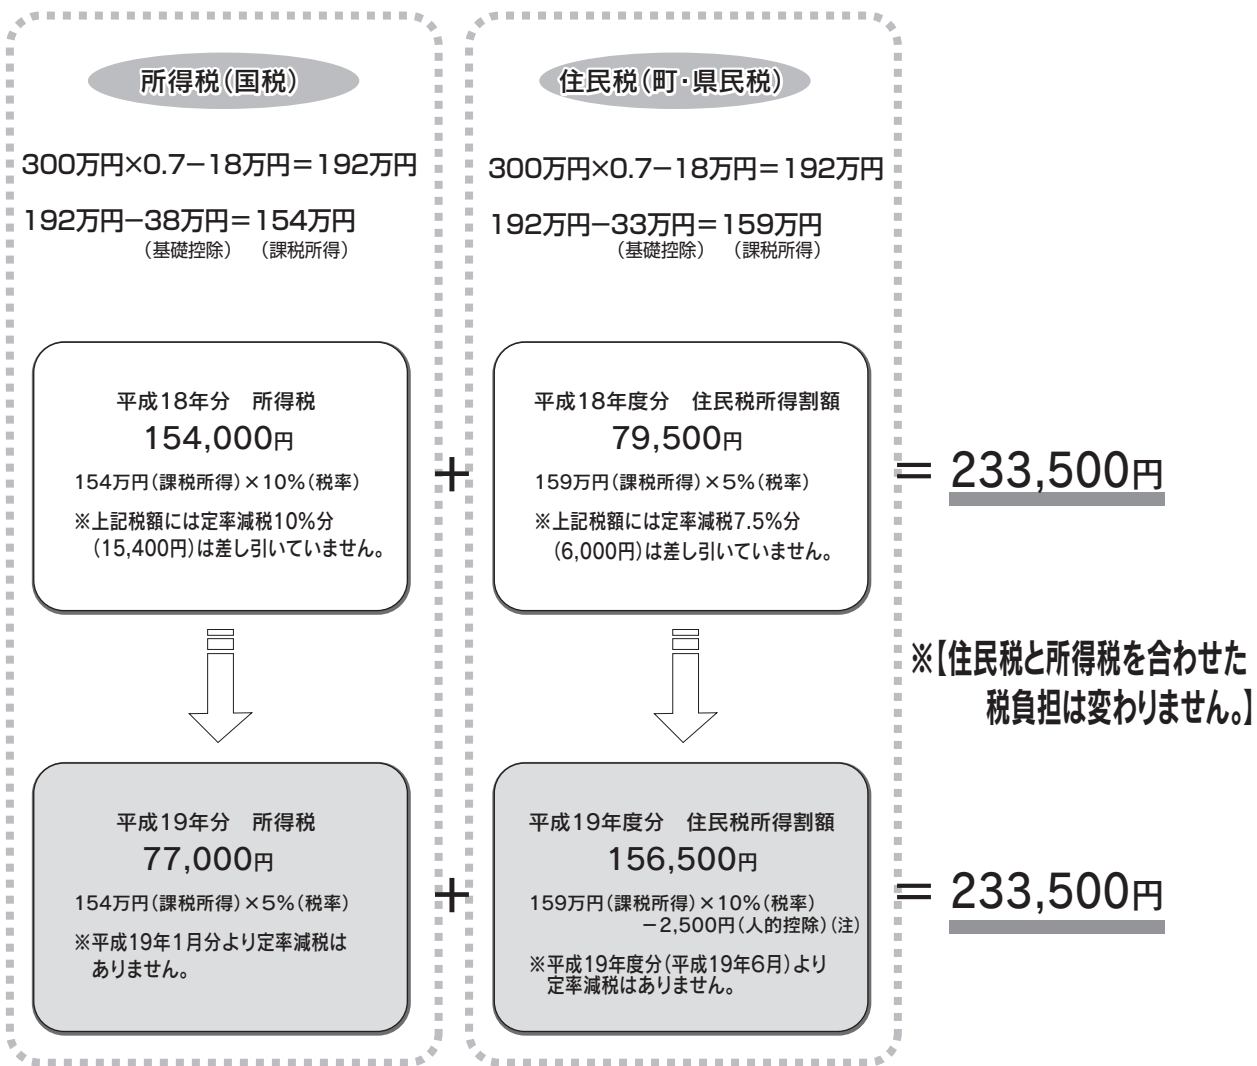 所得税(国税)
300万円×0.7−18万円＝192万円
192万円−38万円＝154万円
（基礎控除）　（課税所得）
住民税(町・県民税)
300万円×0.7−18万円＝192万円
192万円−33万円＝159万円
（基礎控除）　（課税所得）
平成18年分　所得税
154,000円
154万円(課税所得)×10%(税率)
※上記税額には定率減税10%分
(15,400円)は差し引いていません。
+
平成18年度分　住民税所得割額
79,500円
159万円(課税所得)×5%(税率)
※上記税額には定率減税7.5%分
(6,000円)は差し引いていません。
＝ 233,500円
※【住民税と所得税を合わせた
税負担は変わりません。】
平成19年分　所得税
77,000円
154万円(課税所得)×5%(税率)
※平成19年1月分より定率減税は
ありません。
+
平成19年度分　住民税所得割額
156,500円
159万円(課税所得)×10%(税率)
−2,500円(人的控除)(注)
※平成19年度分(平成19年6月)より
定率減税はありません。
＝ 233,500円